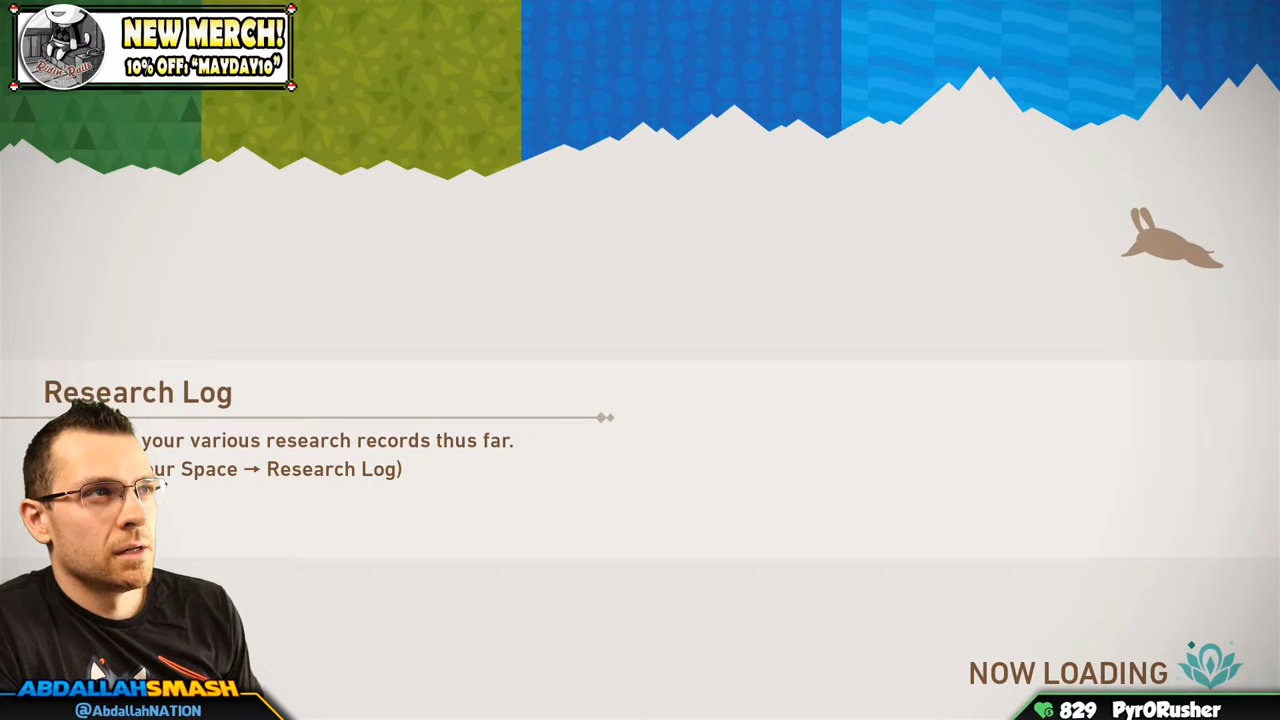 NEW MERCH!
10% OFF: "MAYDAY10"
Research Log
your various research records thus far.
Space → Research Log)
NOW LOADING
ABDALLAHSMASH
@AbdallahNATION
829 PyrORusher